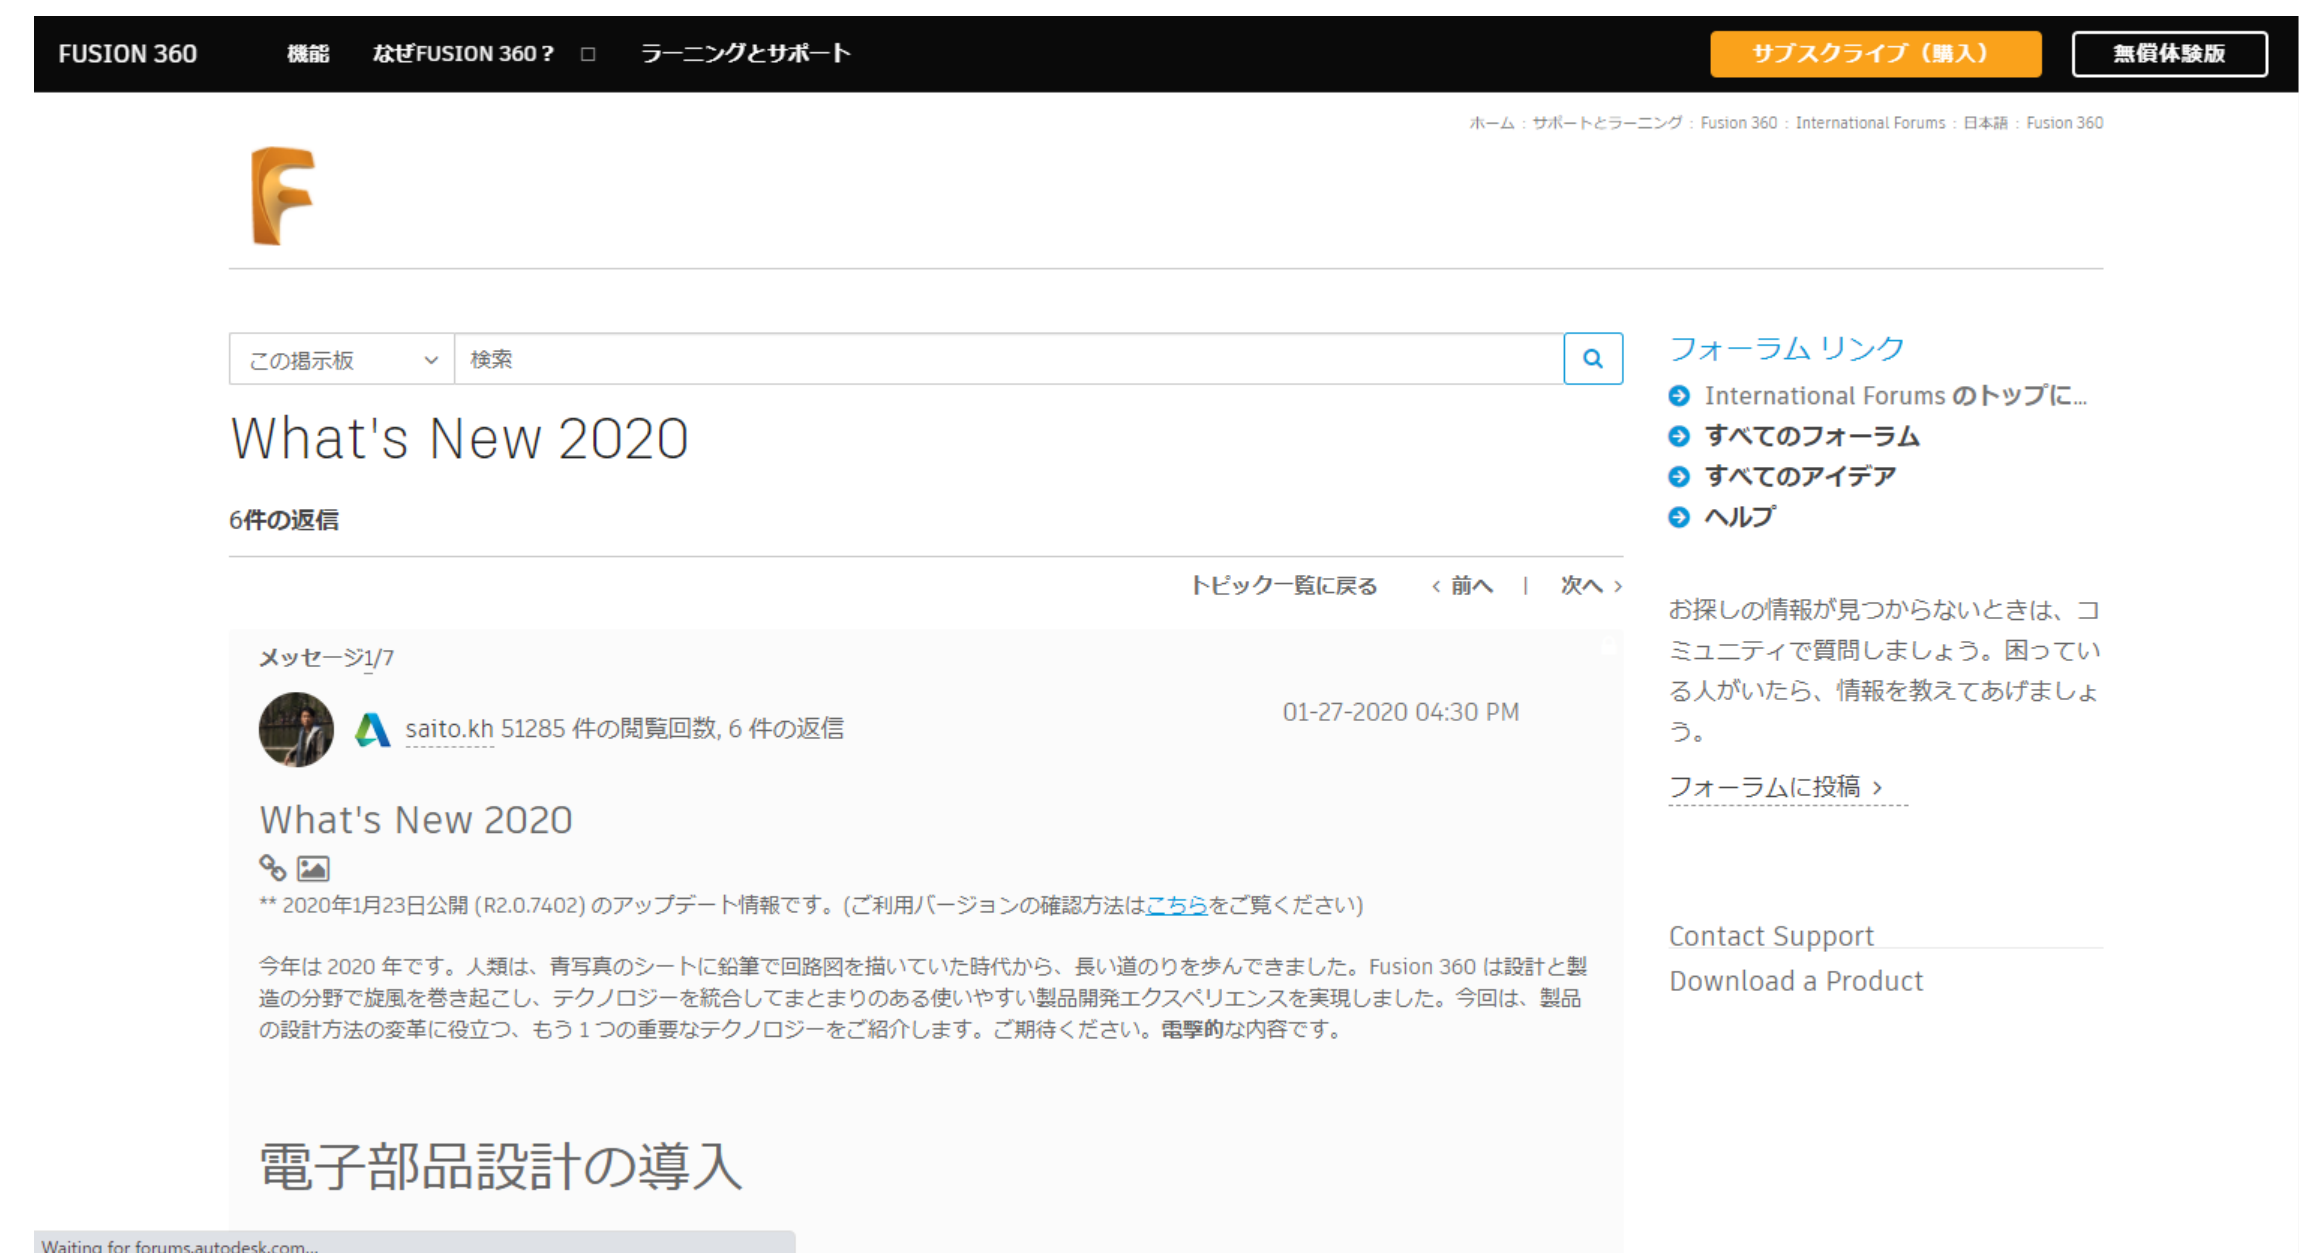 FUSION 360 機能 なぜFUSION 360？ □ ラーニングとサポート サブスクライブ（購入） 無償体験版
ホーム : サポートとラーニング : Fusion 360 : International Forums : 日本語 : Fusion 360
この掲示板 検索
What's New 2020
6件の返信
トピック一覧に戻る ‹ 前へ | 次へ ›
メッセージ1/7
saito.kh 51285 件の閲覧回数, 6 件の返信
01-27-2020 04:30 PM
What's New 2020
** 2020年1月23日公開 (R2.0.7402) のアップデート情報です。(ご利用バージョンの確認方法はこちらをご覧ください)
今年は 2020 年です。人類は、青写真のシートに鉛筆で回路図を描いていた時代から、長い道のりを歩んできました。Fusion 360 は設計と製
造の分野で旋風を巻き起こし、テクノロジーを統合してまとまりのある使いやすい製品開発エクスペリエンスを実現しました。今回は、製品
の設計方法の変革に役立つ、もう 1 つの重要なテクノロジーをご紹介します。ご期待ください。電撃的な内容です。
電子部品設計の導入
フォーラム リンク
International Forums のトップに...
すべてのフォーラム
すべてのアイデア
ヘルプ
お探しの情報が見つからないときは、コ
ミュニティで質問しましょう。困ってい
る人がいたら、情報を教えてあげましょ
う。
フォーラムに投稿 ›
Contact Support
Download a Product
Waiting for forums.autodesk.com...